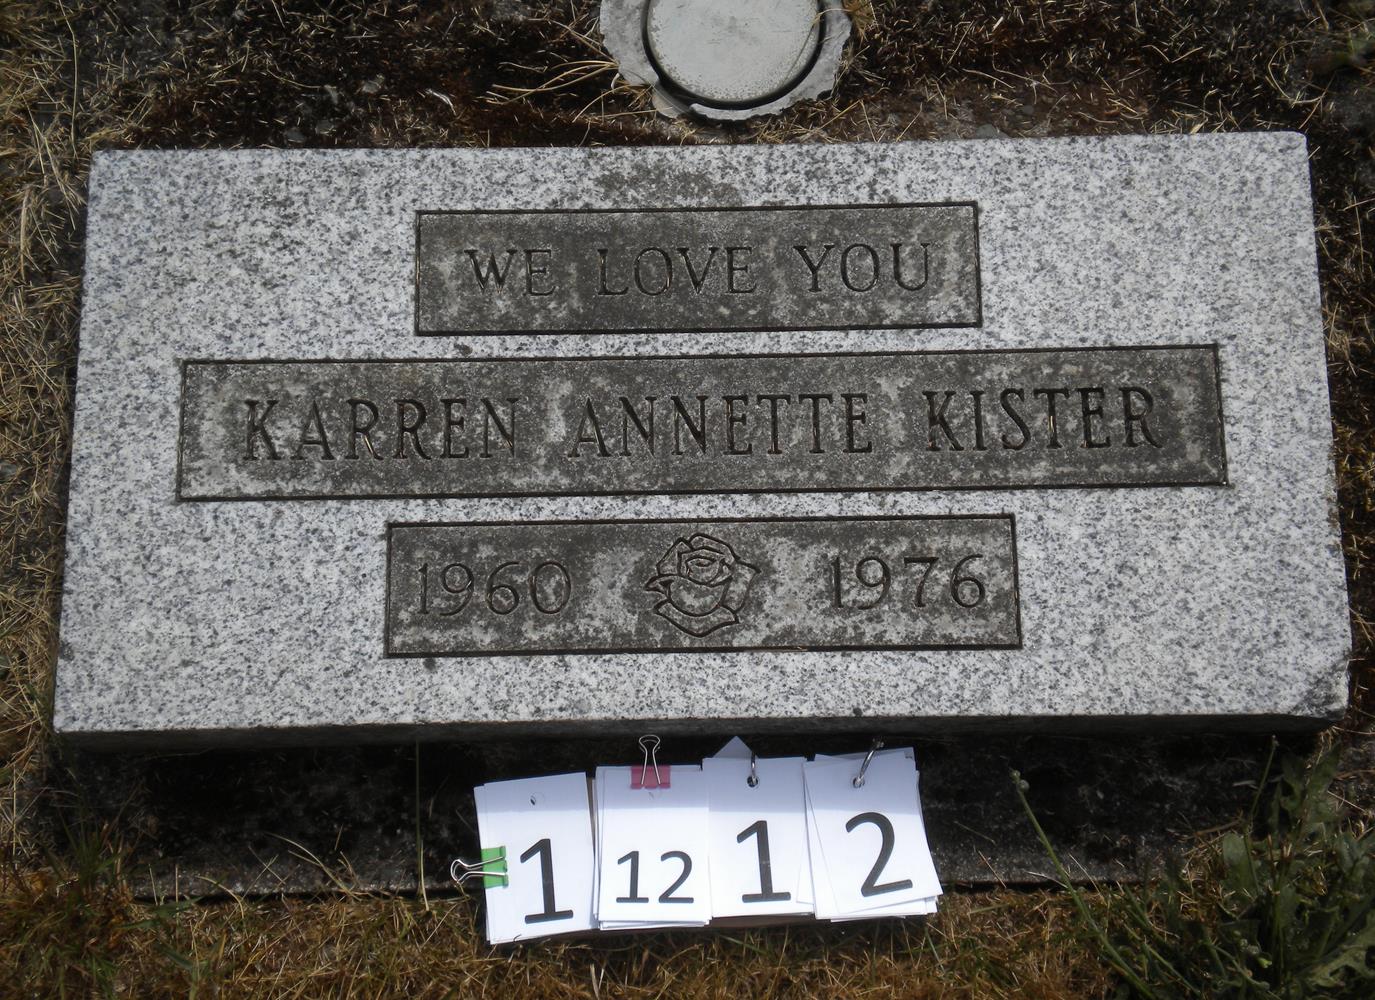 WE LOVE YOU
KARREN ANNETTE KISTER
1960 1976
1 12 1 2